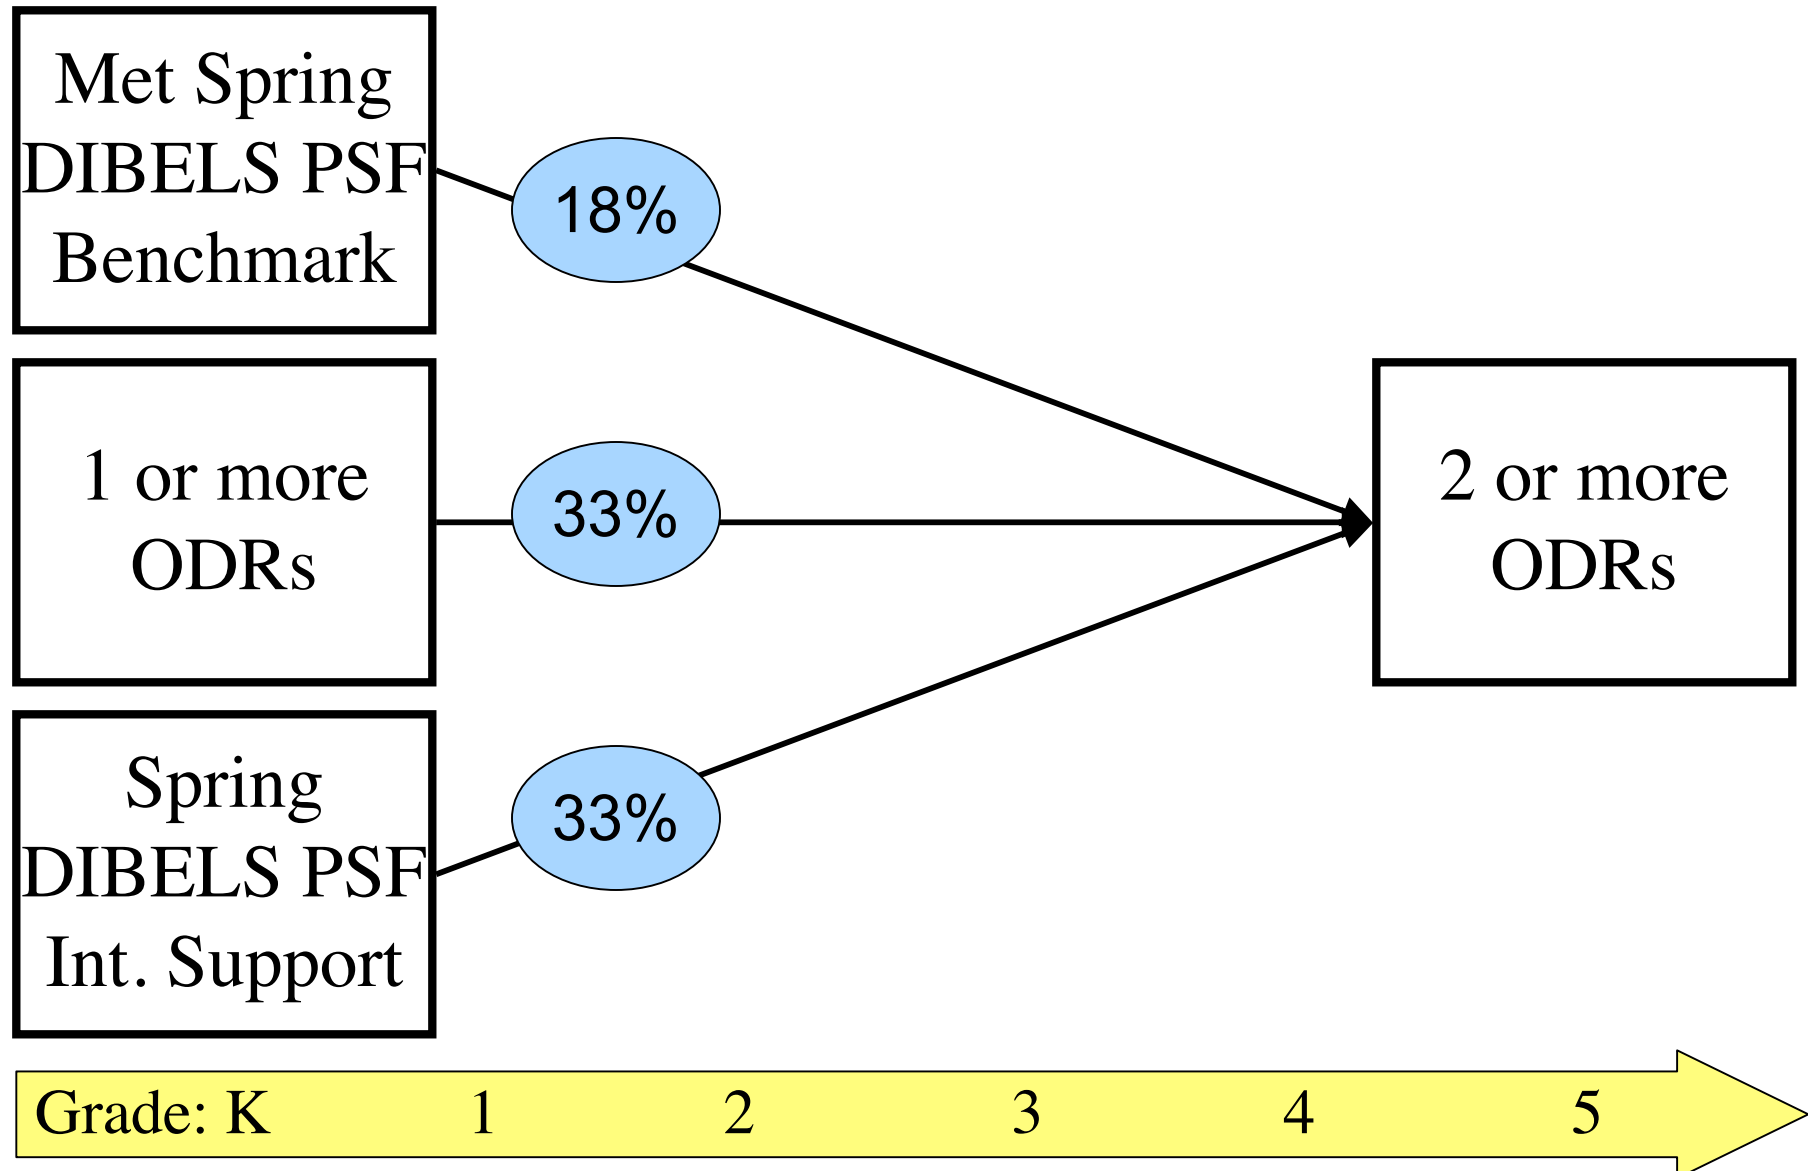 Met Spring
DIBELS PSF
Benchmark
18%
1 or more
ODRs
33%
2 or more
ODRs
Spring
DIBELS PSF
Int. Support
33%
Grade: K 1 2 3 4 5